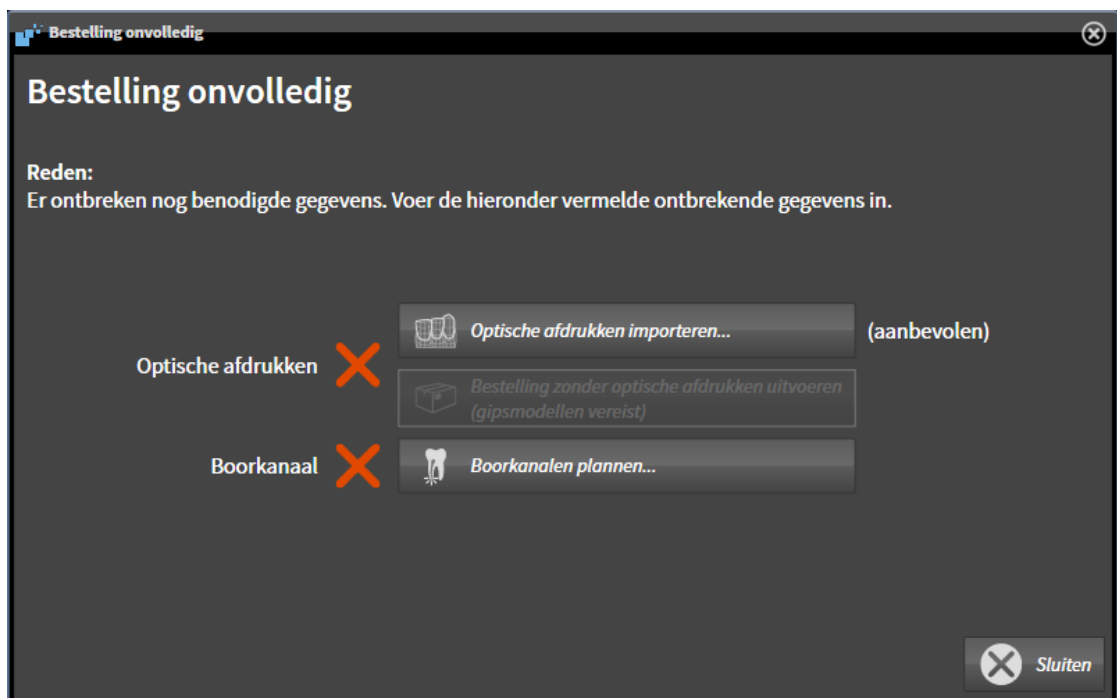 Bestelling onvolledig
Bestelling onvolledig
Reden:
Er ontbreken nog benodigde gegevens. Voer de hieronder vermelde ontbrekende gegevens in.
Optische afdrukken importeren...
(aanbevolen)
Optische afdrukken
Bestelling zonder optische afdrukken uitvoeren
(gipsmodellen vereist)
Boorkanaal
Boorkanalen plannen...
Sluiten